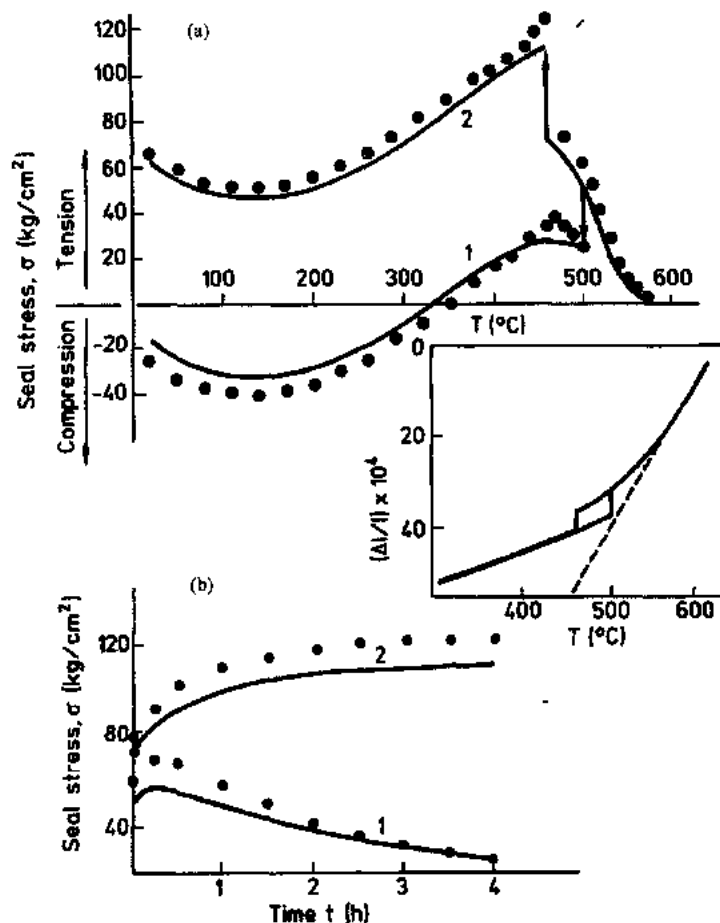 (a)
120
100
80
60
40
20
-20
-40
Seal stress, σ (kg/cm²)
Tension
Compression
2
1
100 200 300 400 500 600
T (°C)
0
20
40
(Δl/l) x 10⁴
400 500 600
T (°C)
(b)
120
80
40
Seal stress, σ (kg/cm²)
2
1
1 2 3 4
Time t (h)